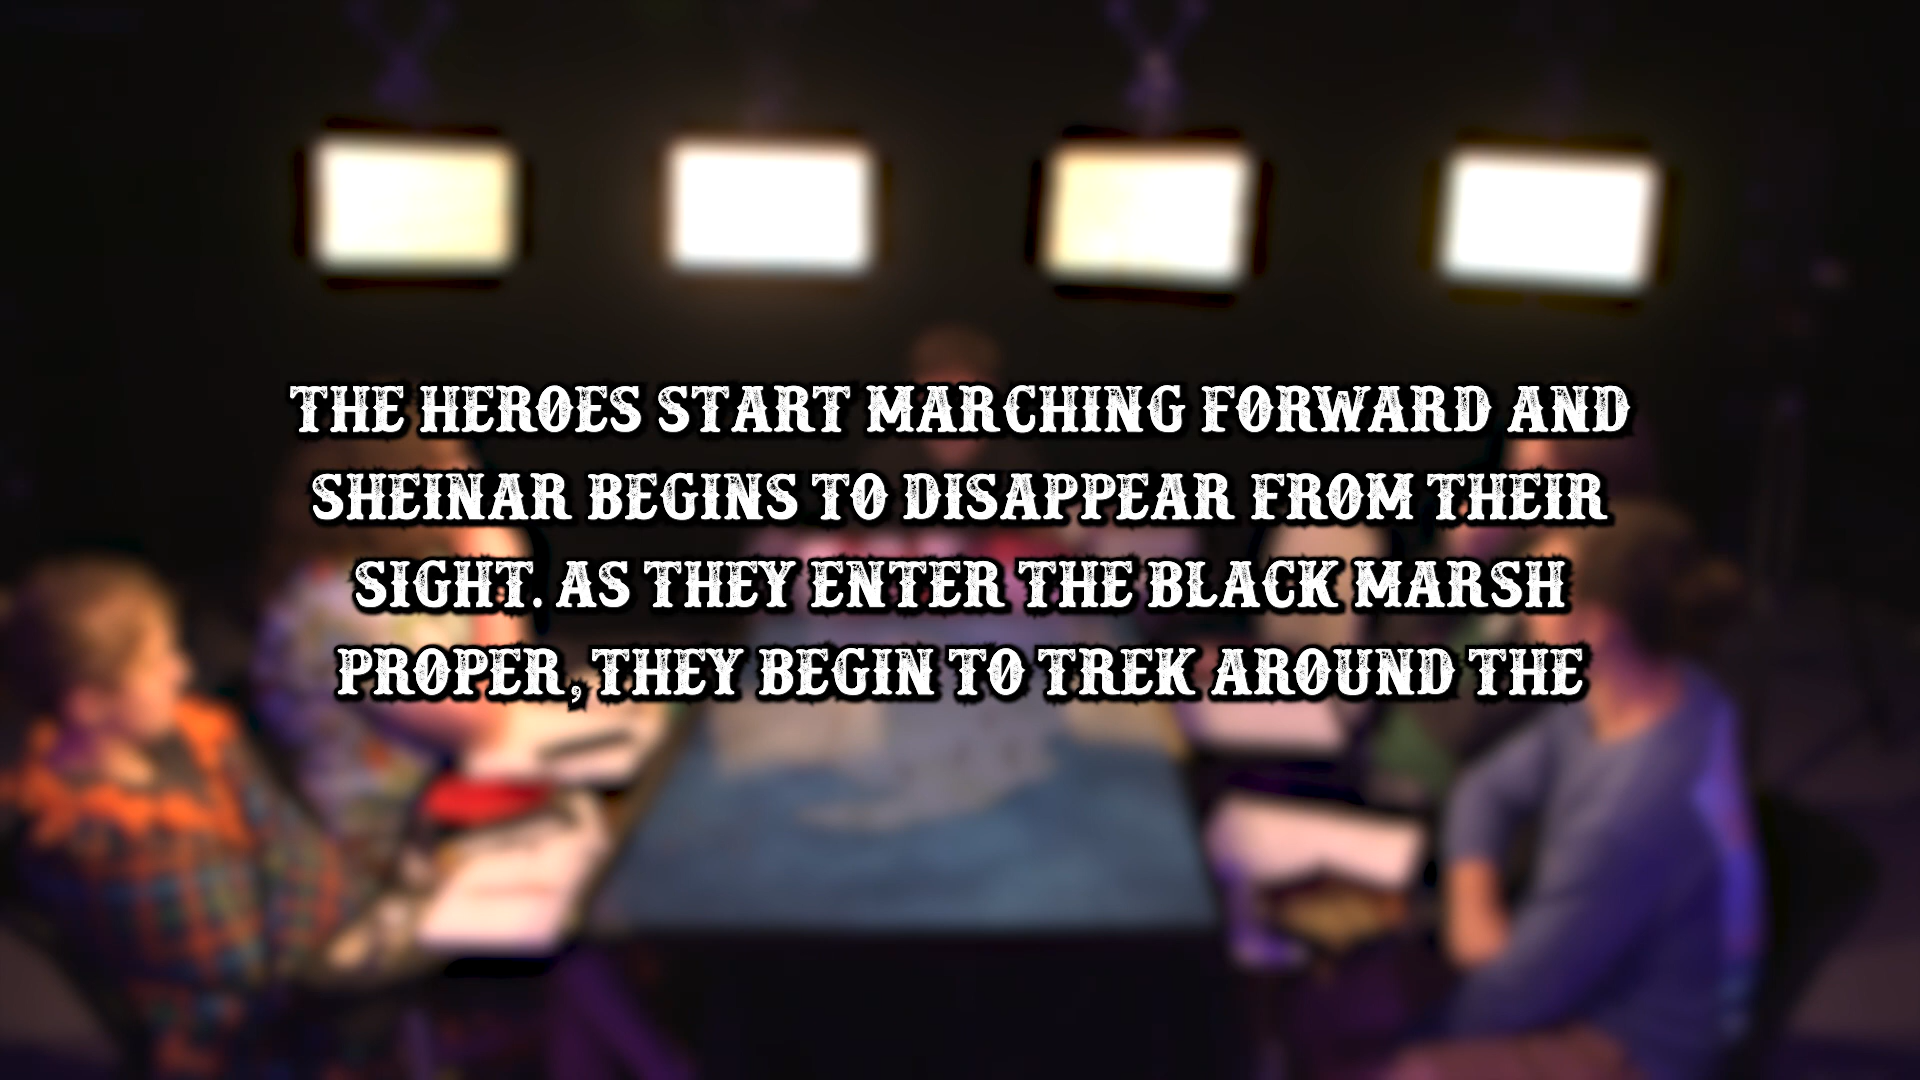 THE HEROES START MARCHING FORWARD AND
SHEINAR BEGINS TO DISAPPEAR FROM THEIR
SIGHT. AS THEY ENTER THE BLACK MARSH
PROPER, THEY BEGIN TO TREK AROUND THE